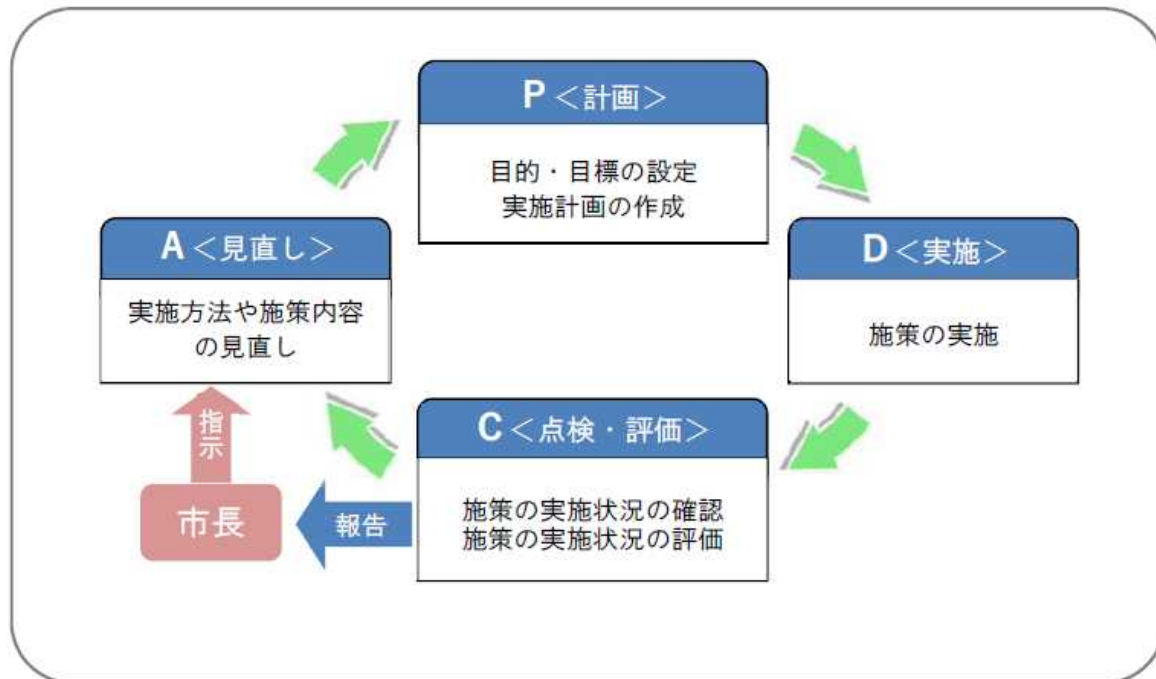 P＜計画＞
目的・目標の設定
実施計画の作成
D＜実施＞
施策の実施
C＜点検・評価＞
施策の実施状況の確認
施策の実施状況の評価
報告
市長
指示
A＜見直し＞
実施方法や施策内容
の見直し